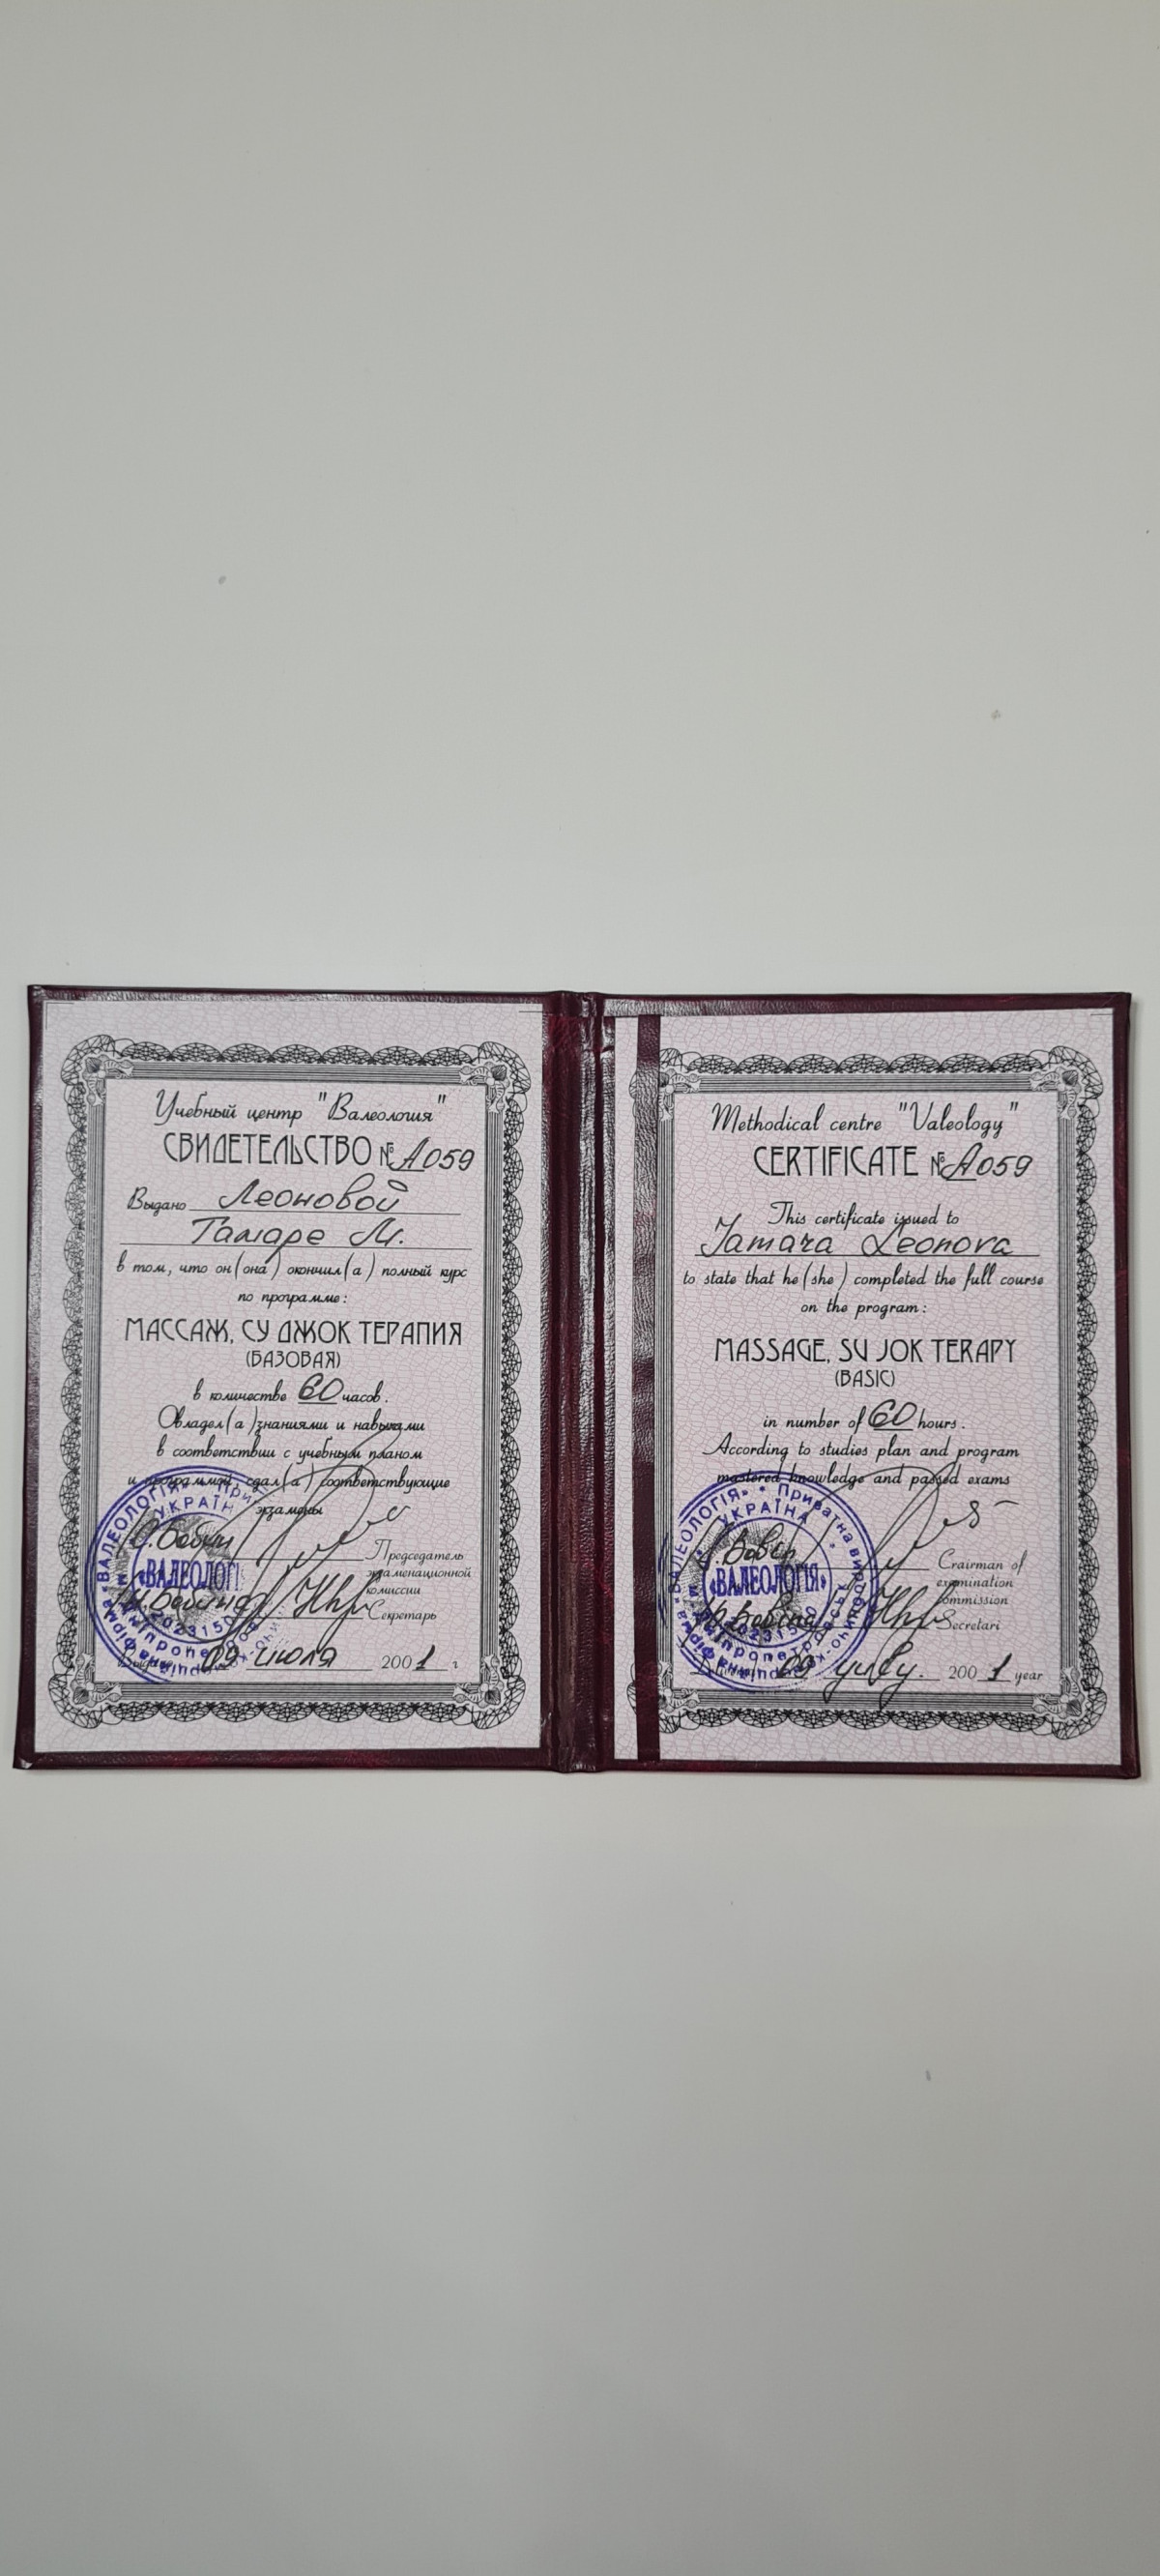 Учебный центр "Валеология"
СВИДЕТЕЛЬСТВО № А059
Выдано Леоновой
Тамаре М.
в том, что он(она) окончил(а) полный курс
по программе:
МАССАЖ, СУ ДЖОК ТЕРАПИЯ
(БАЗОВАЯ)
в количестве 60 часов.
Овладел(а) знаниями и навыками
в соответствии с учебным планом
и программой, сдал(а) соответствующие
экзамены
УКРАЇН
"ВАЛЕОЛОГІ
Председатель
экзаменационной
комиссии
Секретарь
09 июля 2001 г
Methodical centre "Valeology"
CERTIFICATE № А059
This certificate issued to
Tamara Leonova
to state that he (she) completed the full course
on the program:
MASSAGE, SU JOK TERAPY
(BASIC)
in number of 60 hours.
According to studies plan and program
mastered knowledge and passed exams
"ВАЛЕОЛОГІЯ" * Приватна
УКРАЇНА
"ВАЛЕОЛОГІЯ"
Crairman of
examination
commission
Secretari
09 2001 year